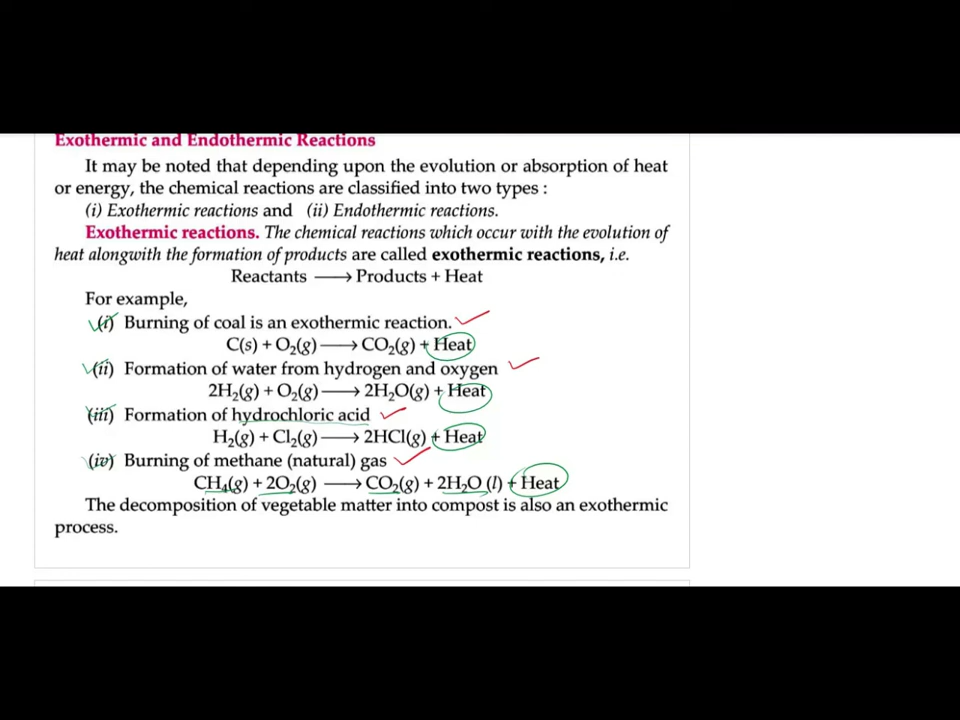 Exothermic and Endothermic Reactions
It may be noted that depending upon the evolution or absorption of heat
or energy, the chemical reactions are classified into two types :
(i) Exothermic reactions and (ii) Endothermic reactions.
Exothermic reactions. The chemical reactions which occur with the evolution of
heat alongwith the formation of products are called exothermic reactions, i.e.
Reactants ⟶ Products + Heat
For example,
(i) Burning of coal is an exothermic reaction.
C(s) + O₂(g) ⟶ CO₂(g) + Heat
(ii) Formation of water from hydrogen and oxygen
2H₂(g) + O₂(g) ⟶ 2H₂O(g) + Heat
(iii) Formation of hydrochloric acid
H₂(g) + Cl₂(g) ⟶ 2HCl(g) + Heat
(iv) Burning of methane (natural) gas
CH₄(g) + 2O₂(g) ⟶ CO₂(g) + 2H₂O (l) + Heat
The decomposition of vegetable matter into compost is also an exothermic
process.